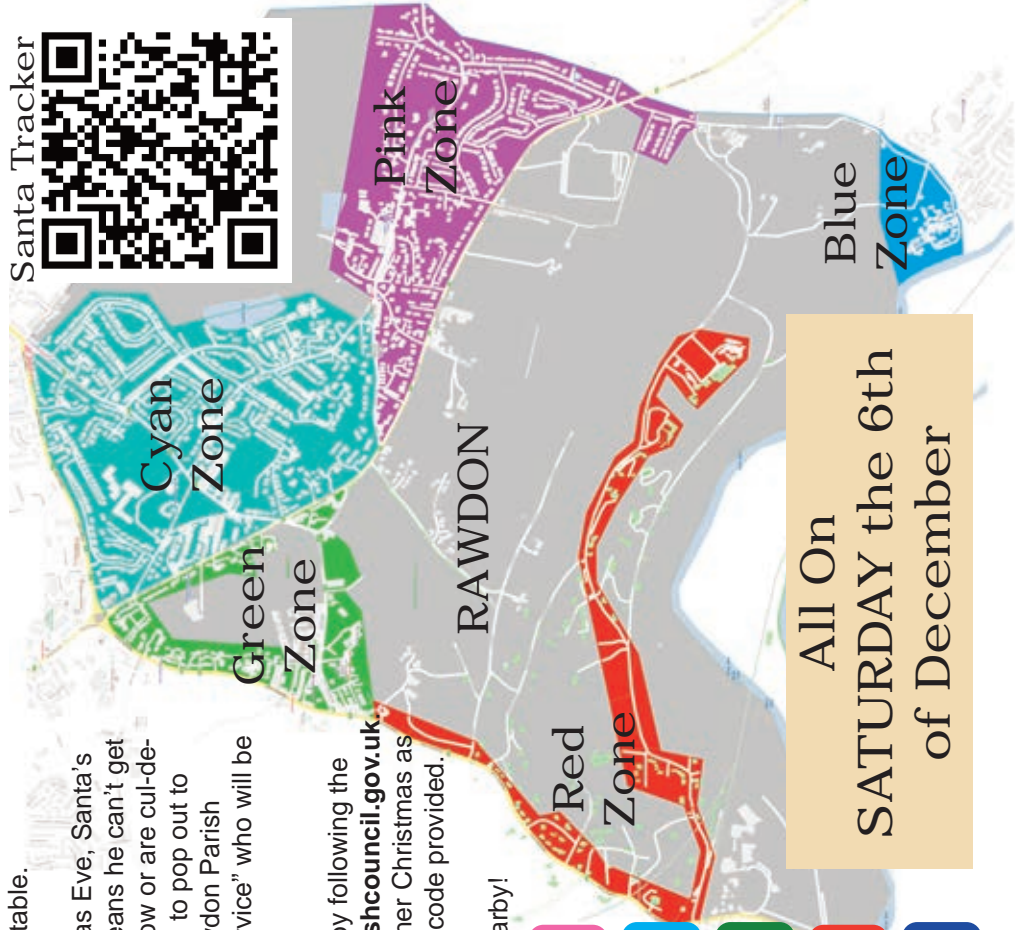 table.
as Eve, Santa's
eans he can't get
ow or are cul-de-
to pop out to
don Parish
vice" who will be
by following the
shcouncil.gov.uk.
her Christmas as
code provided.
arby!
Santa Tracker
Cyan
Zone
Pink
Zone
Green
Zone
RAWDON
Red
Zone
Blue
Zone
All On
SATURDAY the 6th
of December